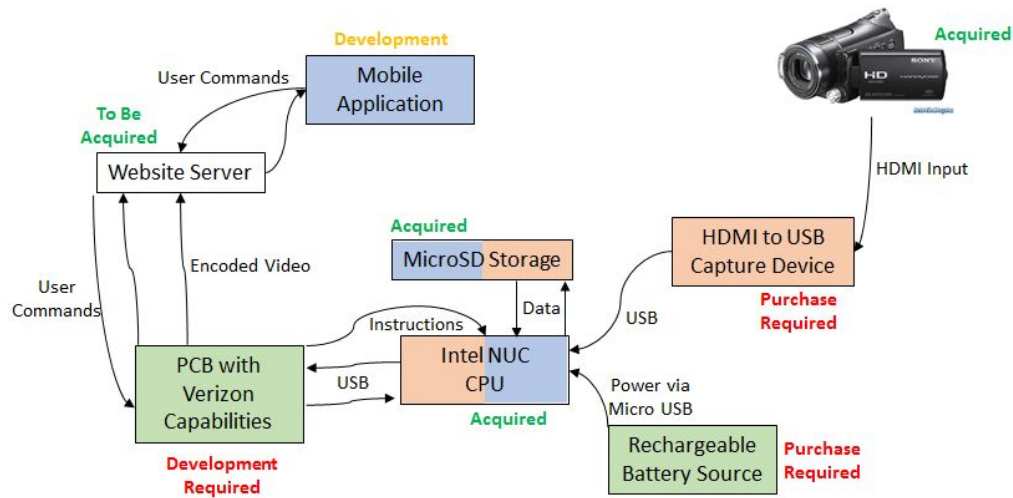 Development
Mobile
Application
User Commands
To Be
Acquired
Website Server
Acquired
SONY
HD
HDMI Input
HDMI to USB
Capture Device
Purchase
Required
Acquired
MicroSD Storage
Encoded Video
User
Commands
Instructions
Data
USB
PCB with
Verizon
Capabilities
USB
Intel NUC
CPU
Acquired
Power via
Micro USB
Rechargeable
Battery Source
Purchase
Required
Development
Required